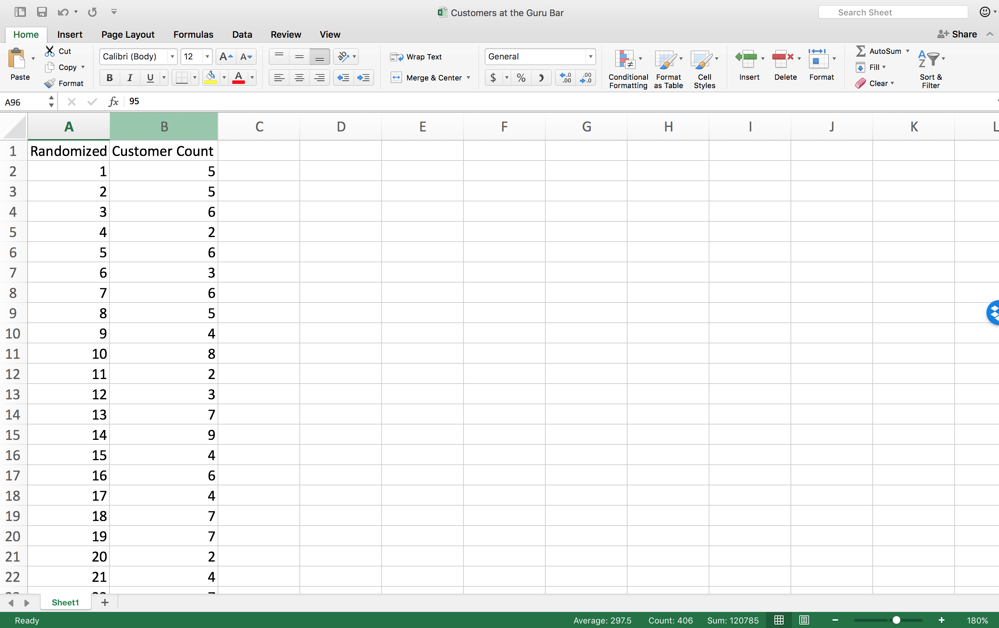 Customers at the Guru Bar
Search Sheet
Home Insert Page Layout Formulas Data Review View Share
Paste Cut Copy Format
Calibri (Body) 12 A A
B I U A
ab Wrap Text
Merge & Center
General
$ % , .0 .00 .00 .0
Conditional Formatting
Format as Table
Cell Styles
Insert Delete Format
AutoSum
Fill
Clear
A Z
Sort & Filter
A96 fx 95
A B C D E F G H I J K L
1 Randomized Customer Count
2 1 5
3 2 5
4 3 6
5 4 2
6 5 6
7 6 3
8 7 6
9 8 5
10 9 4
11 10 8
12 11 2
13 12 3
14 13 7
15 14 9
16 15 4
17 16 6
18 17 4
19 18 7
20 19 7
21 20 2
22 21 4
Sheet1 +
Ready Average: 297.5 Count: 406 Sum: 120785 180%